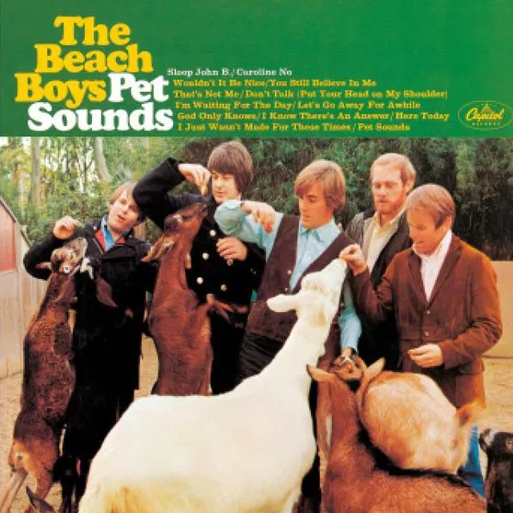 The
Beach
Boys Pet
Sounds
Sloop John B./Caroline No
Wouldn't It Be Nice/You Still Believe In Me
That's Not Me/Don't Talk (Put Your Head on My Shoulder)
I'm Waiting For The Day/Let's Go Away For Awhile
God Only Knows/I Know There's An Answer/Here Today
I Just Wasn't Made For These Times/Pet Sounds
Capitol
RECORDS